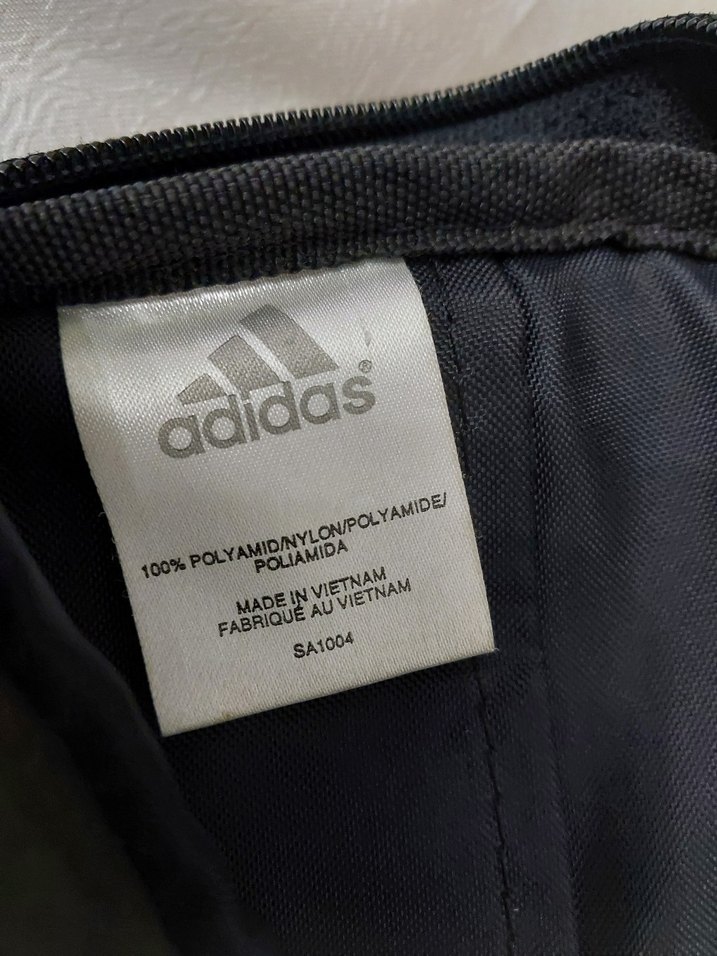 adidas®
100% POLYAMID/NYLON/POLYAMIDE/
POLIAMIDA
MADE IN VIETNAM
FABRIQUÉ AU VIETNAM
SA1004